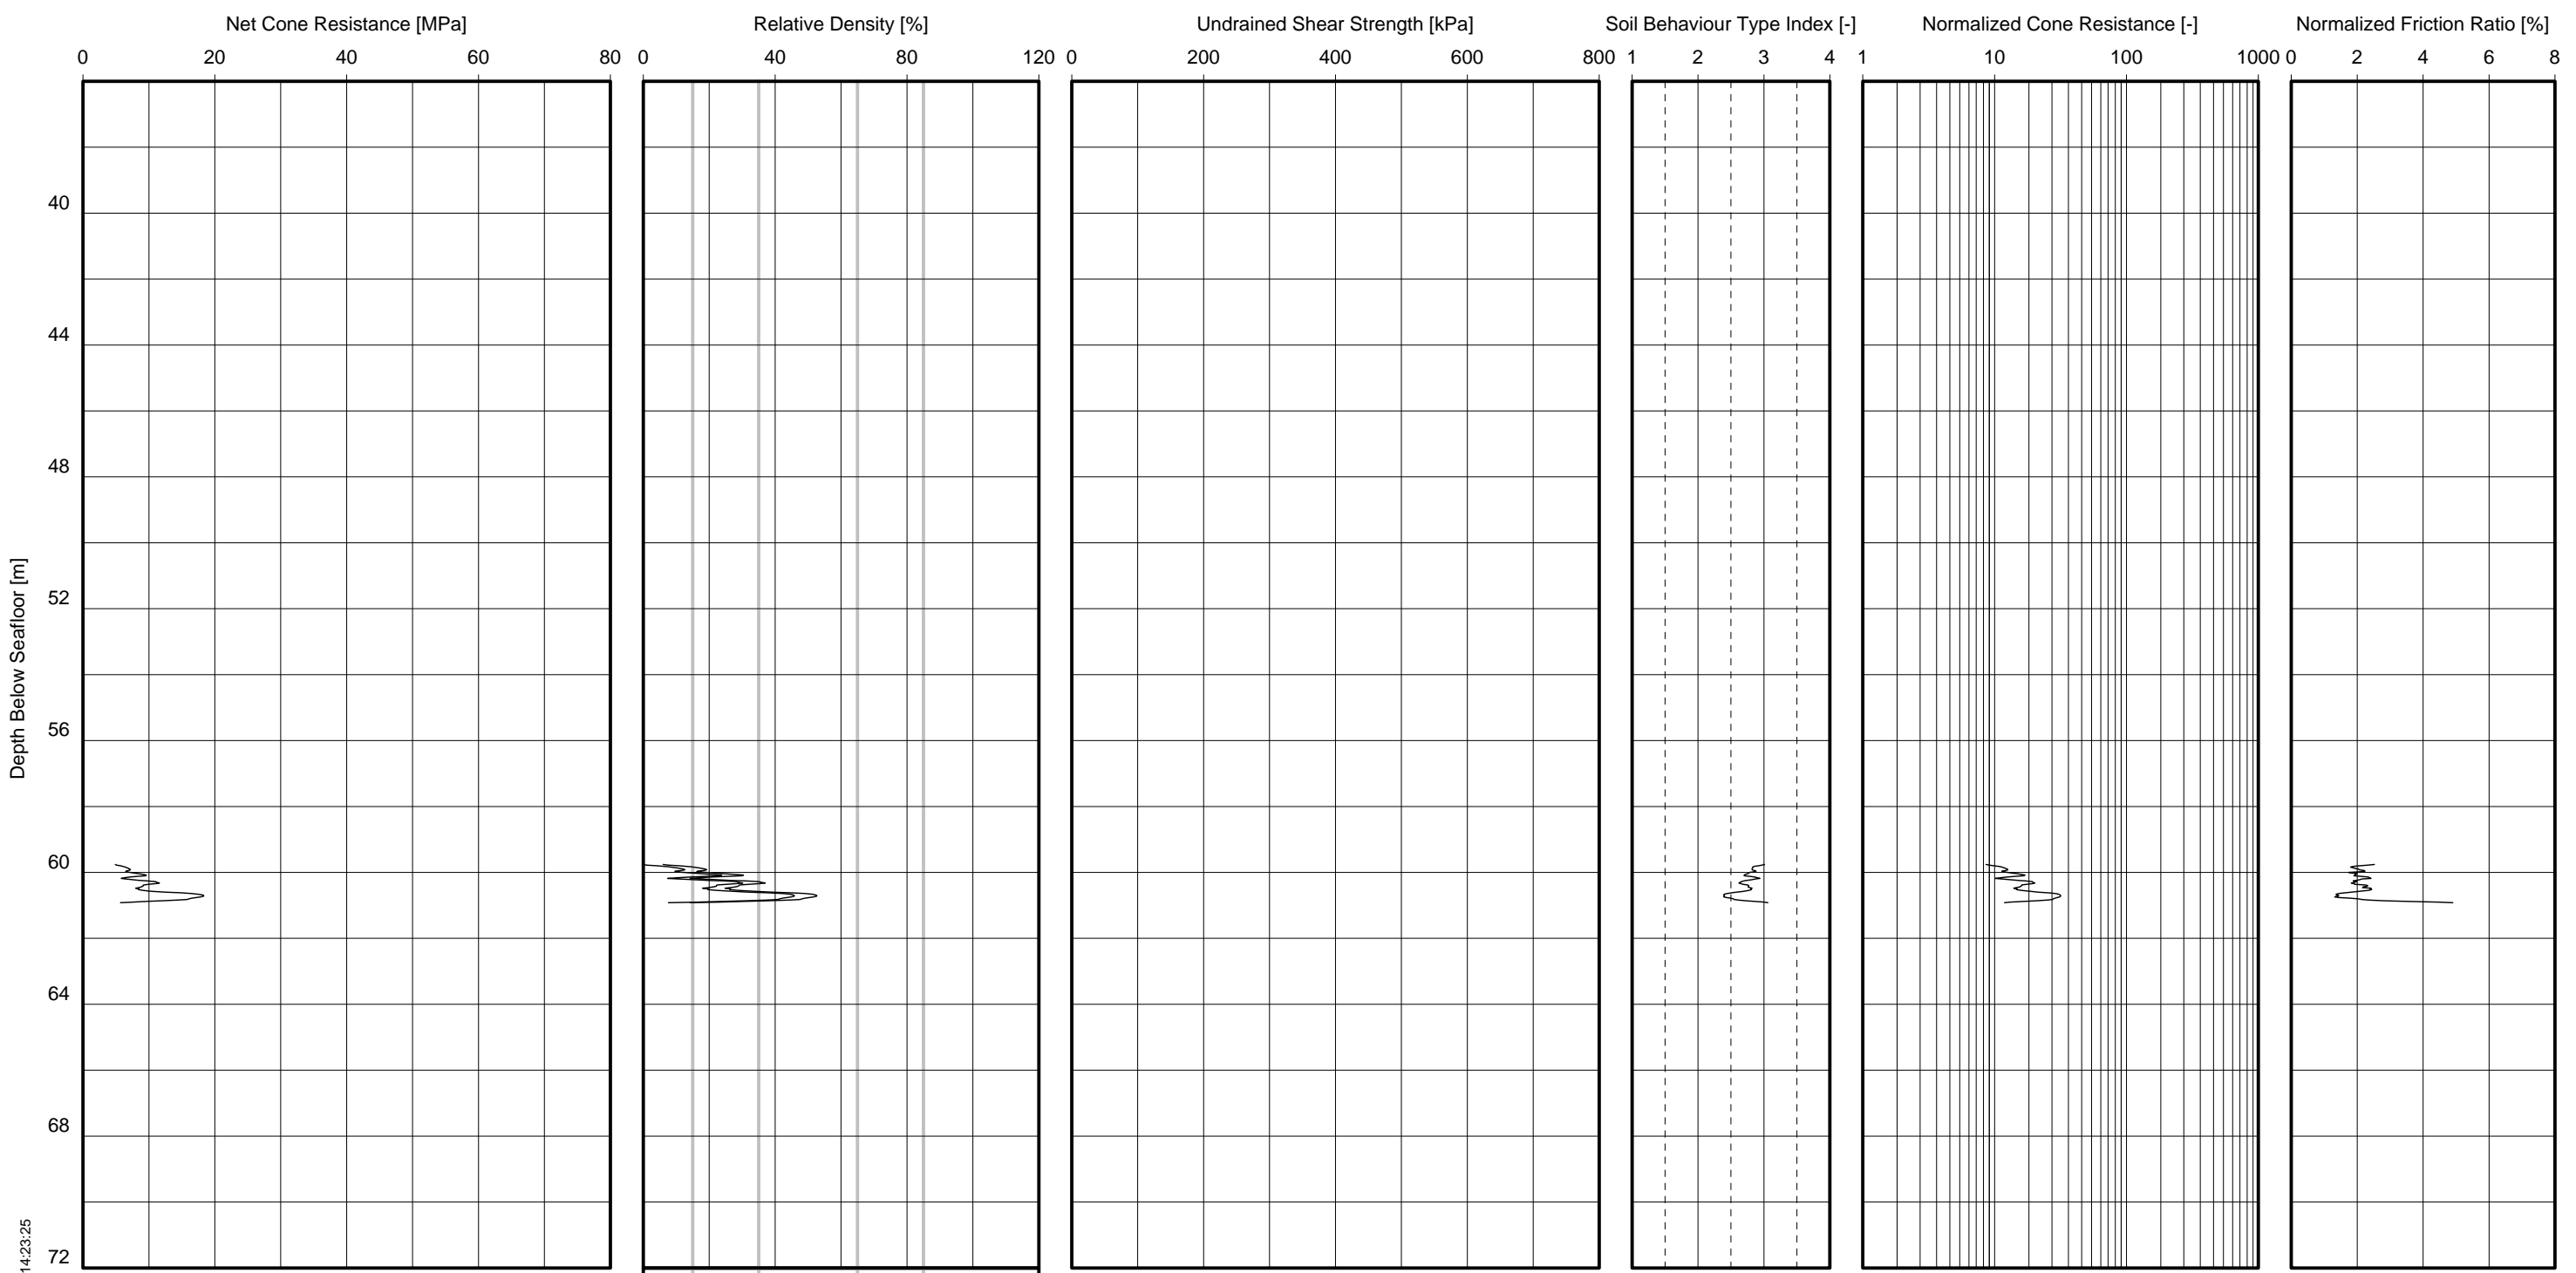 Net Cone Resistance [MPa]
0 20 40 60 80
Relative Density [%]
0 40 80 120
Undrained Shear Strength [kPa]
0 200 400 600 800
Soil Behaviour Type Index [-]
1 2 3 4
Normalized Cone Resistance [-]
1 10 100 1000
Normalized Friction Ratio [%]
0 2 4 6 8
Depth Below Seafloor [m]
40
44
48
52
56
60
64
68
72
14:23:25